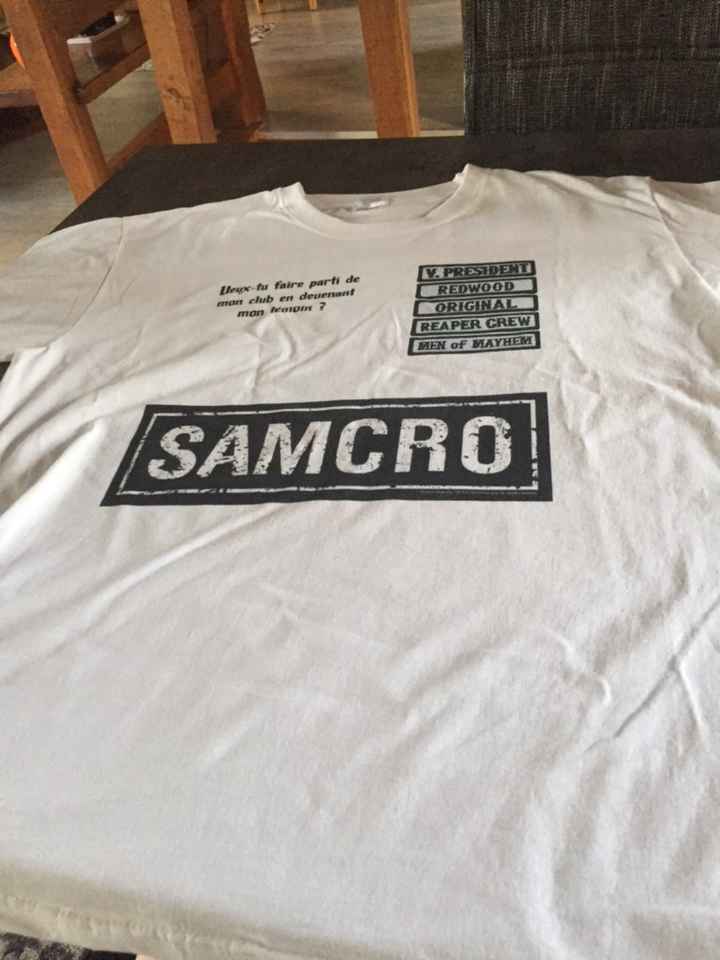 Veux-tu faire parti de
mon club en devenant
mon temoin ?
V. PRESIDENT
REDWOOD
ORIGINAL
REAPER CREW
MEN of MAYHEM
SAMCRO